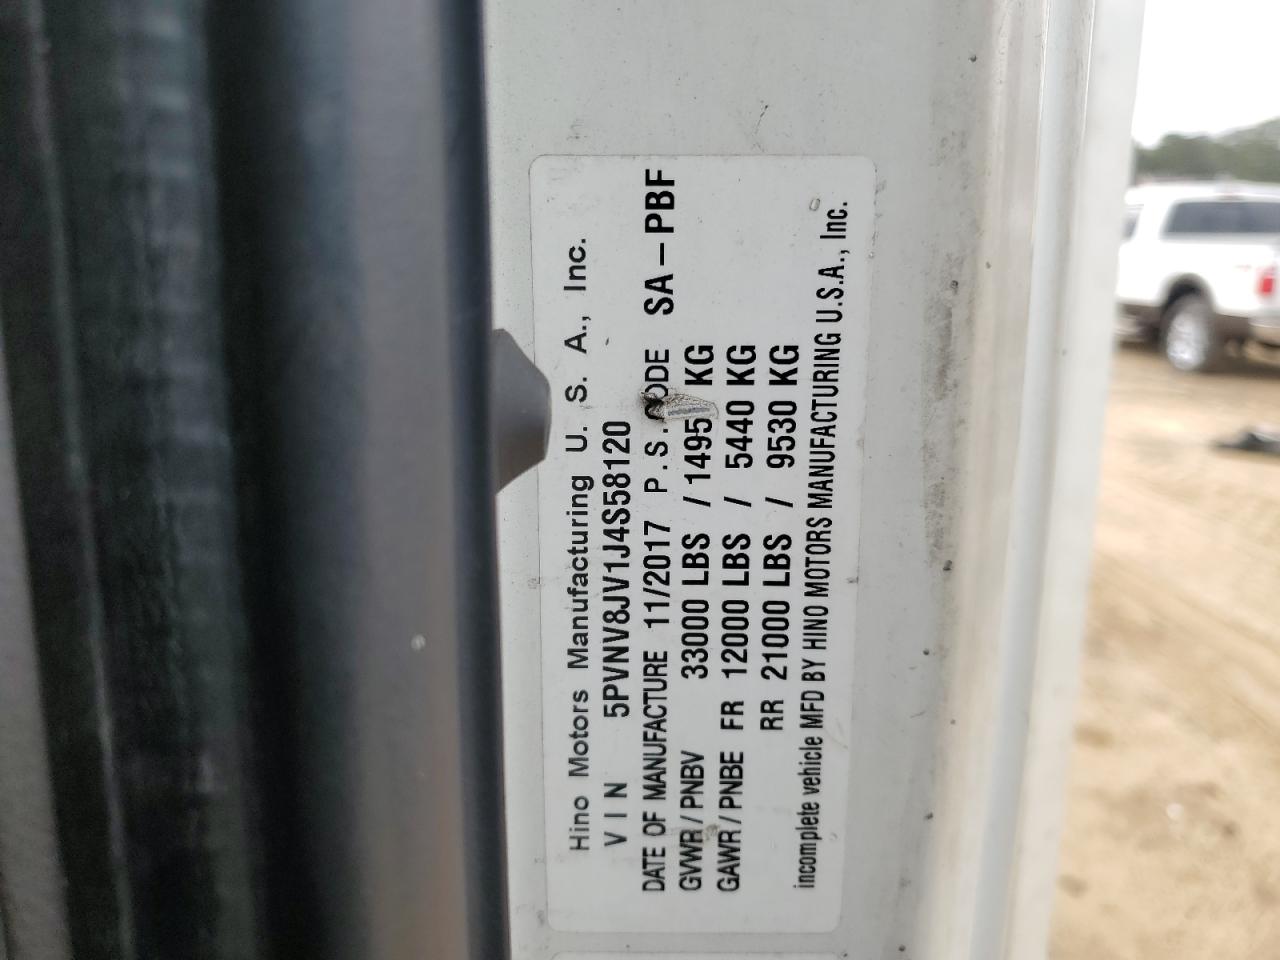 Hino Motors Manufacturing U. S. A., Inc.
VIN 5PVNV8JV1J4S58120
DATE OF MANUFACTURE 11/2017 P.S. CODE SA-PBF
GVWR/PNBV 33000 LBS / 1495 KG
GAWR/PNBE FR 12000 LBS / 5440 KG
RR 21000 LBS / 9530 KG
incomplete vehicle MFD BY HINO MOTORS MANUFACTURING U.S.A., Inc.